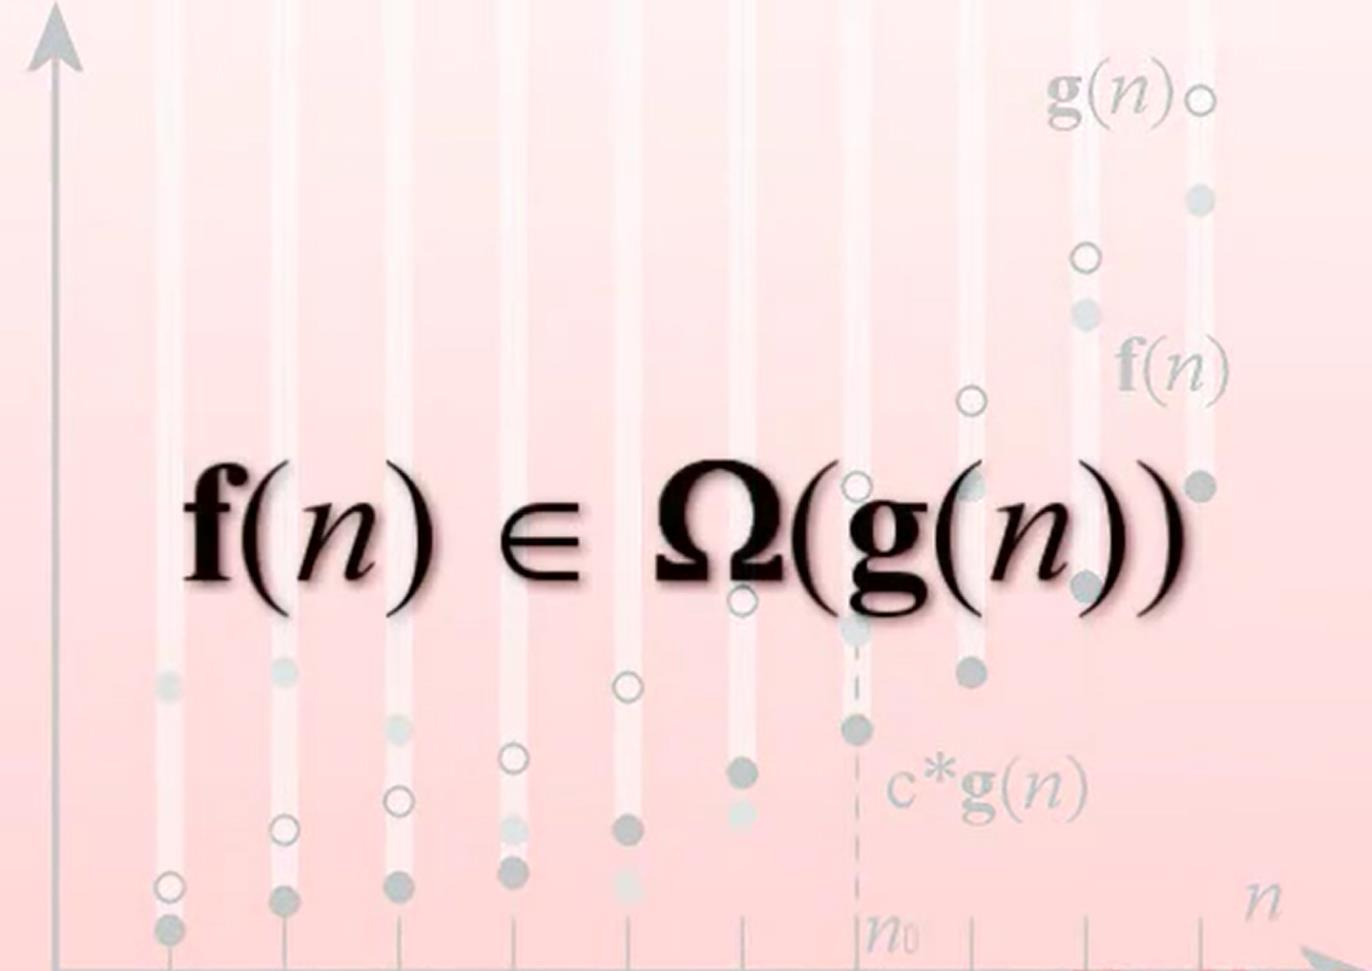 g(n)
f(n)
f(n) ∈ Ω(g(n))
c*g(n)
n
n₀